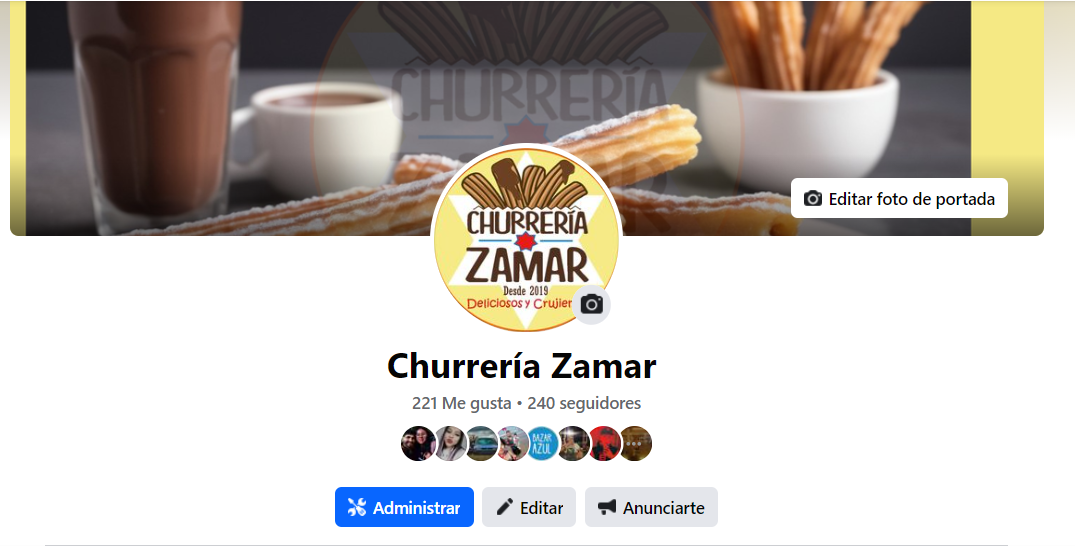 CHURRERÍA
Editar foto de portada
CHURRERÍA
ZAMAR
Desde 2019
Deliciosos y Crujien
Churrería Zamar
221 Me gusta • 240 seguidores
BAZAR
AZUL
Administrar
Editar
Anunciarte